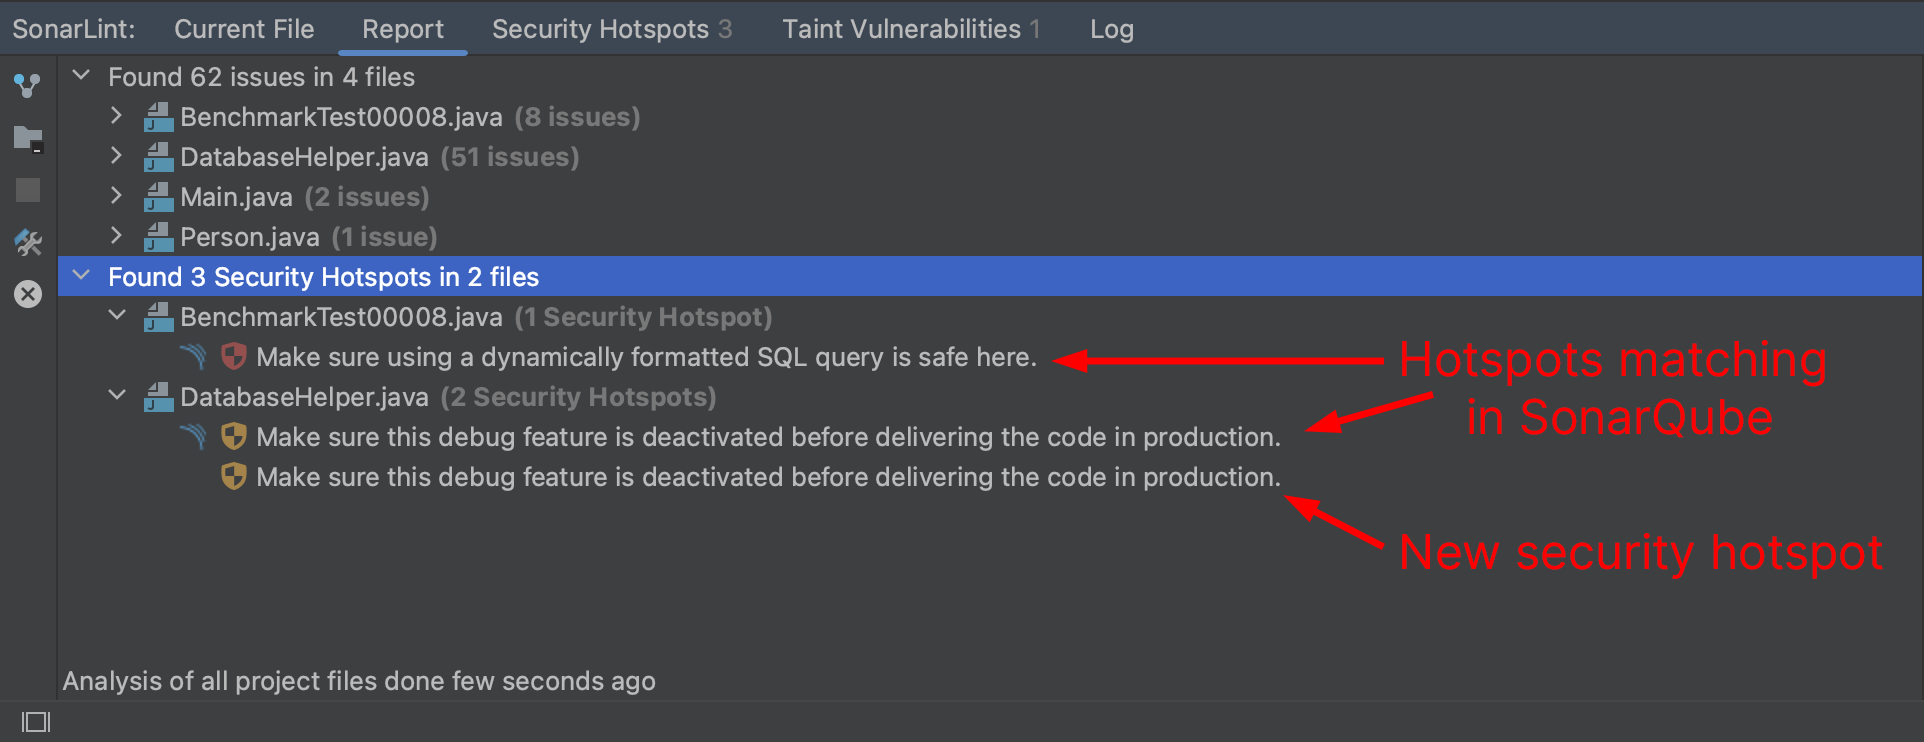 SonarLint: Current File Report Security Hotspots 3 Taint Vulnerabilities 1 Log
Found 62 issues in 4 files
BenchmarkTest00008.java (8 issues)
DatabaseHelper.java (51 issues)
Main.java (2 issues)
Person.java (1 issue)
Found 3 Security Hotspots in 2 files
BenchmarkTest00008.java (1 Security Hotspot)
Make sure using a dynamically formatted SQL query is safe here.
DatabaseHelper.java (2 Security Hotspots)
Make sure this debug feature is deactivated before delivering the code in production.
Make sure this debug feature is deactivated before delivering the code in production.
Hotspots matching
in SonarQube
New security hotspot
Analysis of all project files done few seconds ago